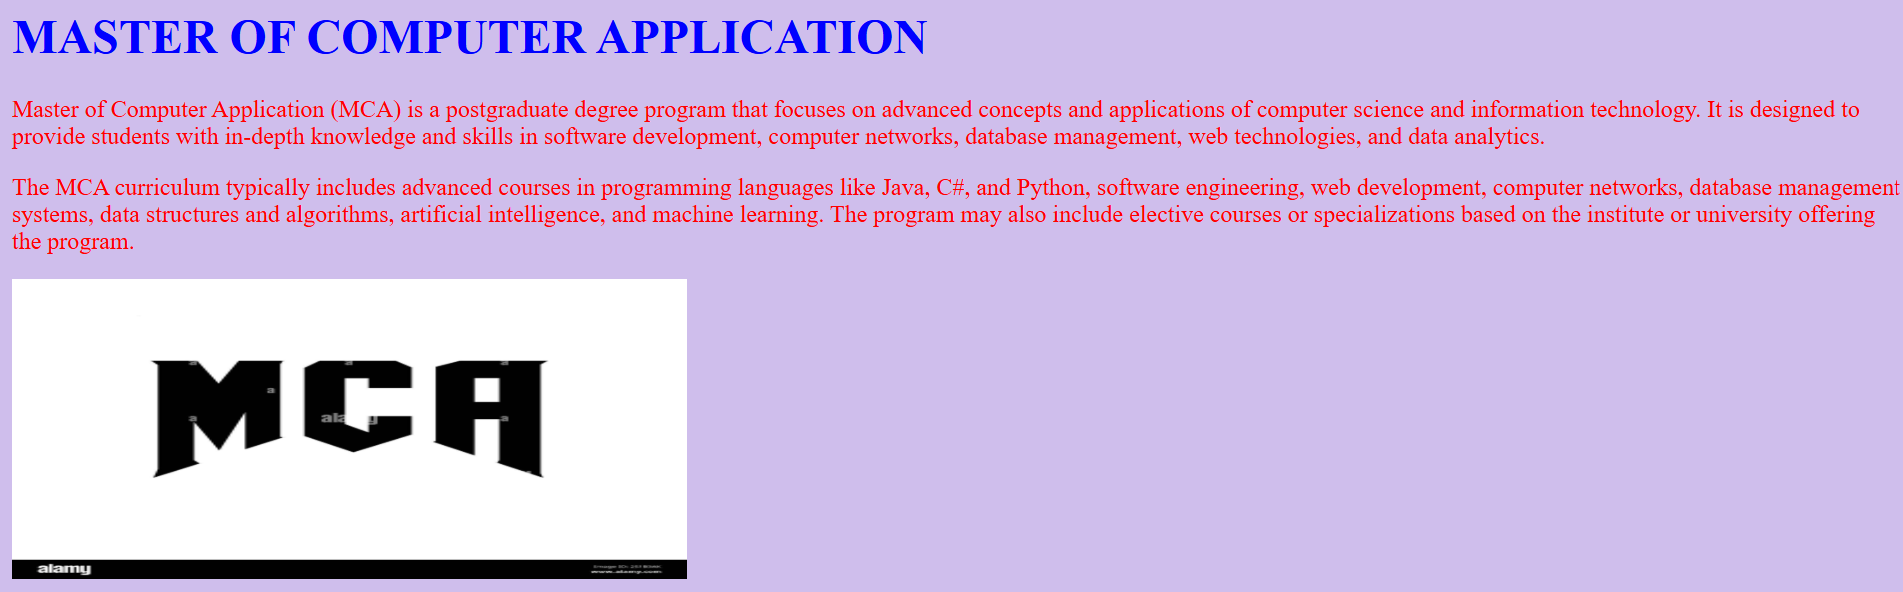 MASTER OF COMPUTER APPLICATION
Master of Computer Application (MCA) is a postgraduate degree program that focuses on advanced concepts and applications of computer science and information technology. It is designed to
provide students with in-depth knowledge and skills in software development, computer networks, database management, web technologies, and data analytics.
The MCA curriculum typically includes advanced courses in programming languages like Java, C#, and Python, software engineering, web development, computer networks, database management
systems, data structures and algorithms, artificial intelligence, and machine learning. The program may also include elective courses or specializations based on the institute or university offering
the program.
MCA
alamy
alamy
www.alamy.com